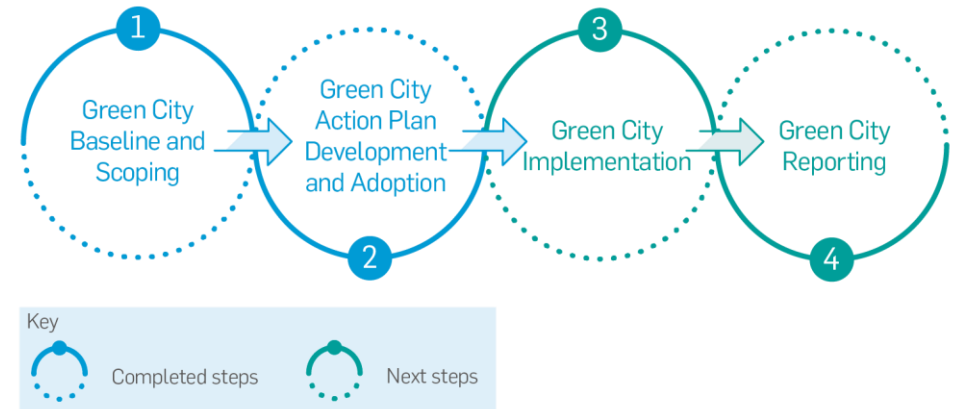 1
Green City
Baseline and
Scoping
Green City
Action Plan
Development
and Adoption
2
3
Green City
Implementation
Green City
Reporting
4
Key
Completed steps
Next steps